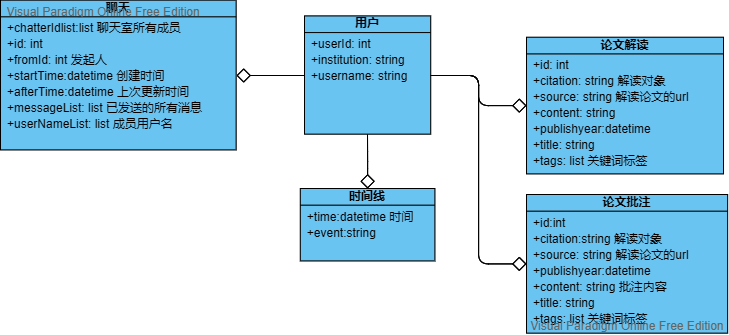 Visual Paradigm Online Free Edition
聊天
+chatterIdlist:list 聊天室所有成员
+id: int
+fromId: int 发起人
+startTime:datetime 创建时间
+afterTime:datetime 上次更新时间
+messageList: list 已发送的所有消息
+userNameList: list 成员用户名
用户
+userId: int
+institution: string
+username: string
时间线
+time:datetime 时间
+event:string
论文解读
+id: int
+citation: string 解读对象
+source: string 解读论文的url
+content: string
+publishyear:datetime
+title: string
+tags: list 关键词标签
论文批注
+id:int
+citation:string 解读对象
+source: string 解读论文的url
+publishyear:datetime
+content: string 批注内容
+title: string
+tags: list 关键词标签
Visual Paradigm Online Free Edition